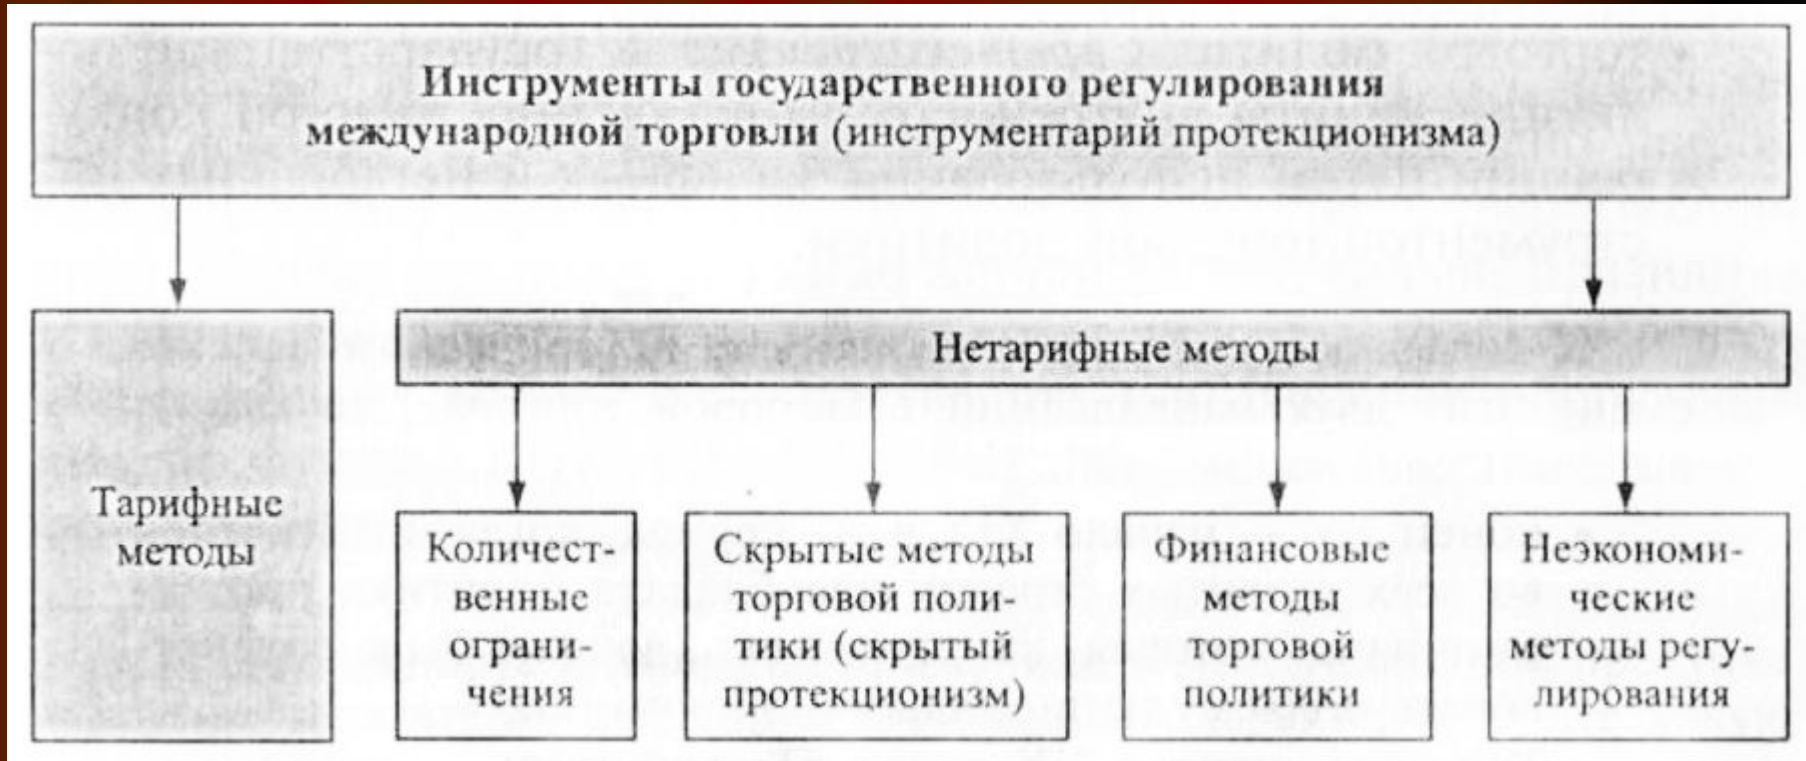 Инструменты государственного регулирования
международной торговли (инструментарий протекционизма)
Нетарифные методы
Тарифные
методы
Количест-
венные
ограни-
чения
Скрытые методы
торговой поли-
тики (скрытый
протекционизм)
Финансовые
методы
торговой
политики
Неэкономи-
ческие
методы регу-
лирования